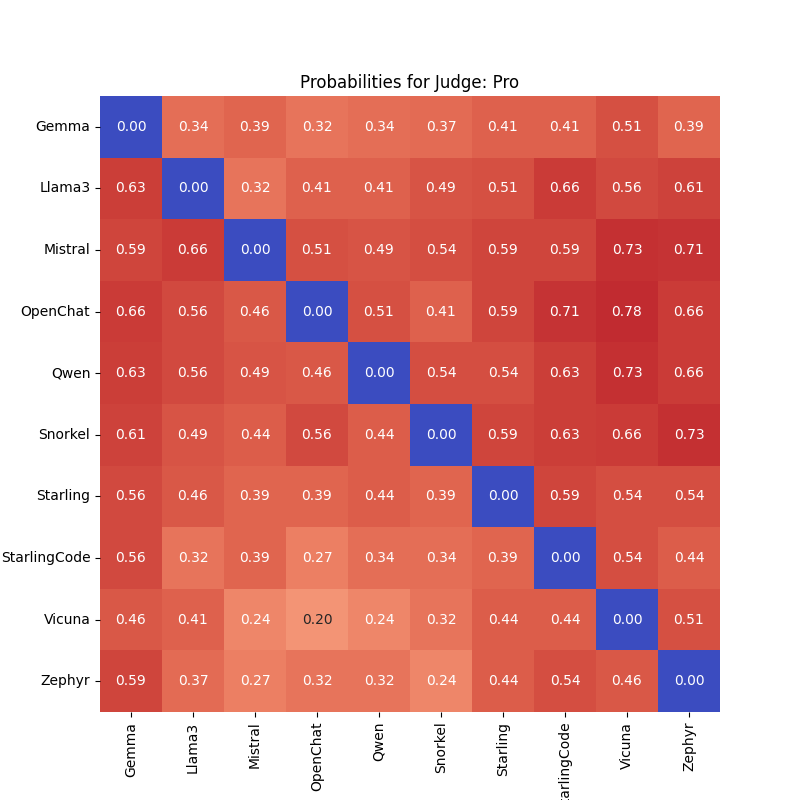 Probabilities for Judge: Pro
Gemma 0.00 0.34 0.39 0.32 0.34 0.37 0.41 0.41 0.51 0.39
Llama3 0.63 0.00 0.32 0.41 0.41 0.49 0.51 0.66 0.56 0.61
Mistral 0.59 0.66 0.00 0.51 0.49 0.54 0.59 0.59 0.73 0.71
OpenChat 0.66 0.56 0.46 0.00 0.51 0.41 0.59 0.71 0.78 0.66
Qwen 0.63 0.56 0.49 0.46 0.00 0.54 0.54 0.63 0.73 0.66
Snorkel 0.61 0.49 0.44 0.56 0.44 0.00 0.59 0.63 0.66 0.73
Starling 0.56 0.46 0.39 0.39 0.44 0.39 0.00 0.59 0.54 0.54
StarlingCode 0.56 0.32 0.39 0.27 0.34 0.34 0.39 0.00 0.54 0.44
Vicuna 0.46 0.41 0.24 0.20 0.24 0.32 0.44 0.44 0.00 0.51
Zephyr 0.59 0.37 0.27 0.32 0.32 0.24 0.44 0.54 0.46 0.00
Gemma Llama3 Mistral OpenChat Qwen Snorkel Starling arlingCode Vicuna Zephyr